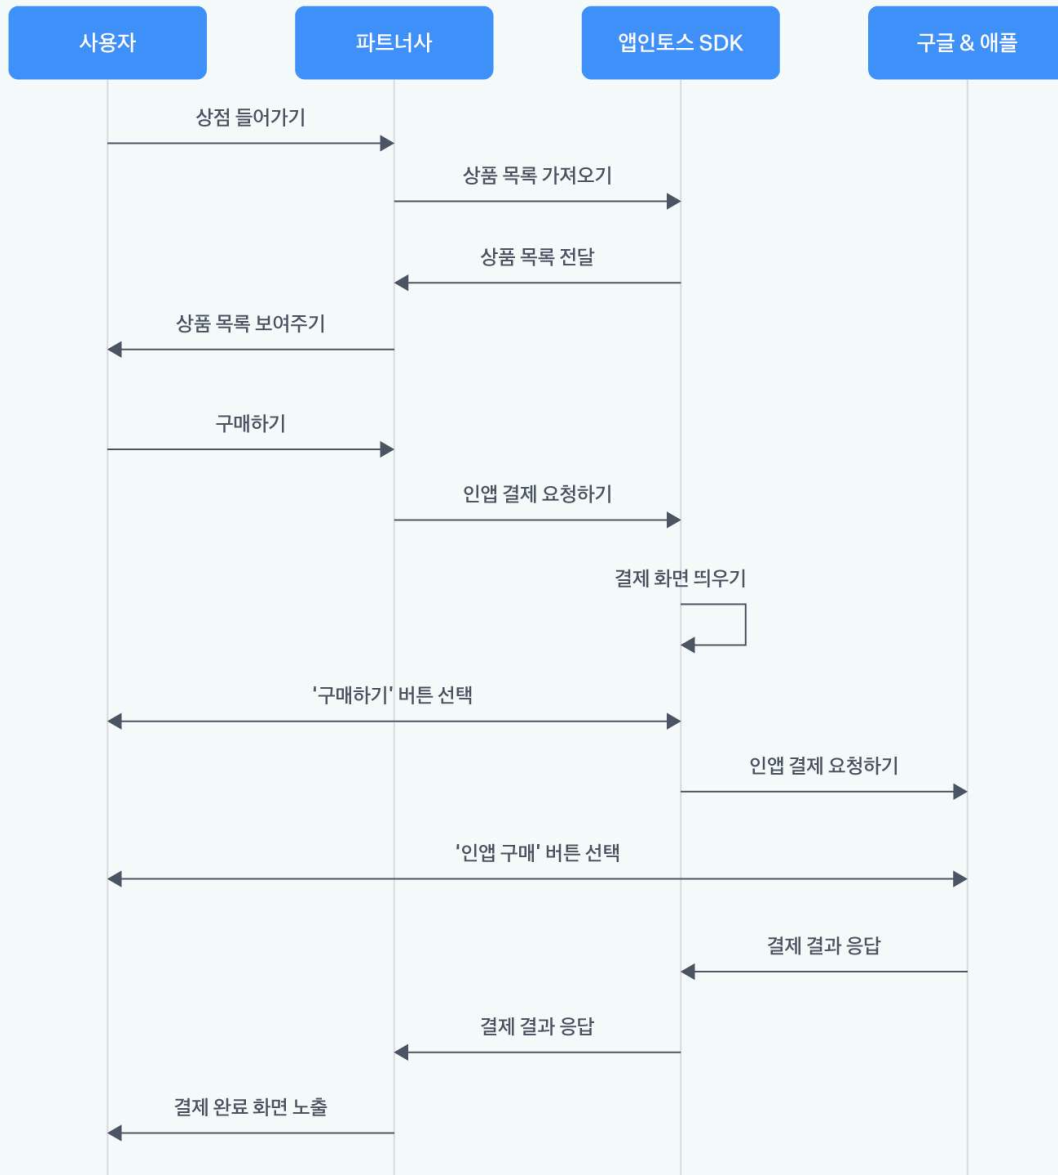 사용자
파트너사
앱인토스 SDK
구글 & 애플
상점 들어가기
상품 목록 가져오기
상품 목록 전달
상품 목록 보여주기
구매하기
인앱 결제 요청하기
결제 화면 띄우기
'구매하기' 버튼 선택
인앱 결제 요청하기
'인앱 구매' 버튼 선택
결제 결과 응답
결제 결과 응답
결제 완료 화면 노출